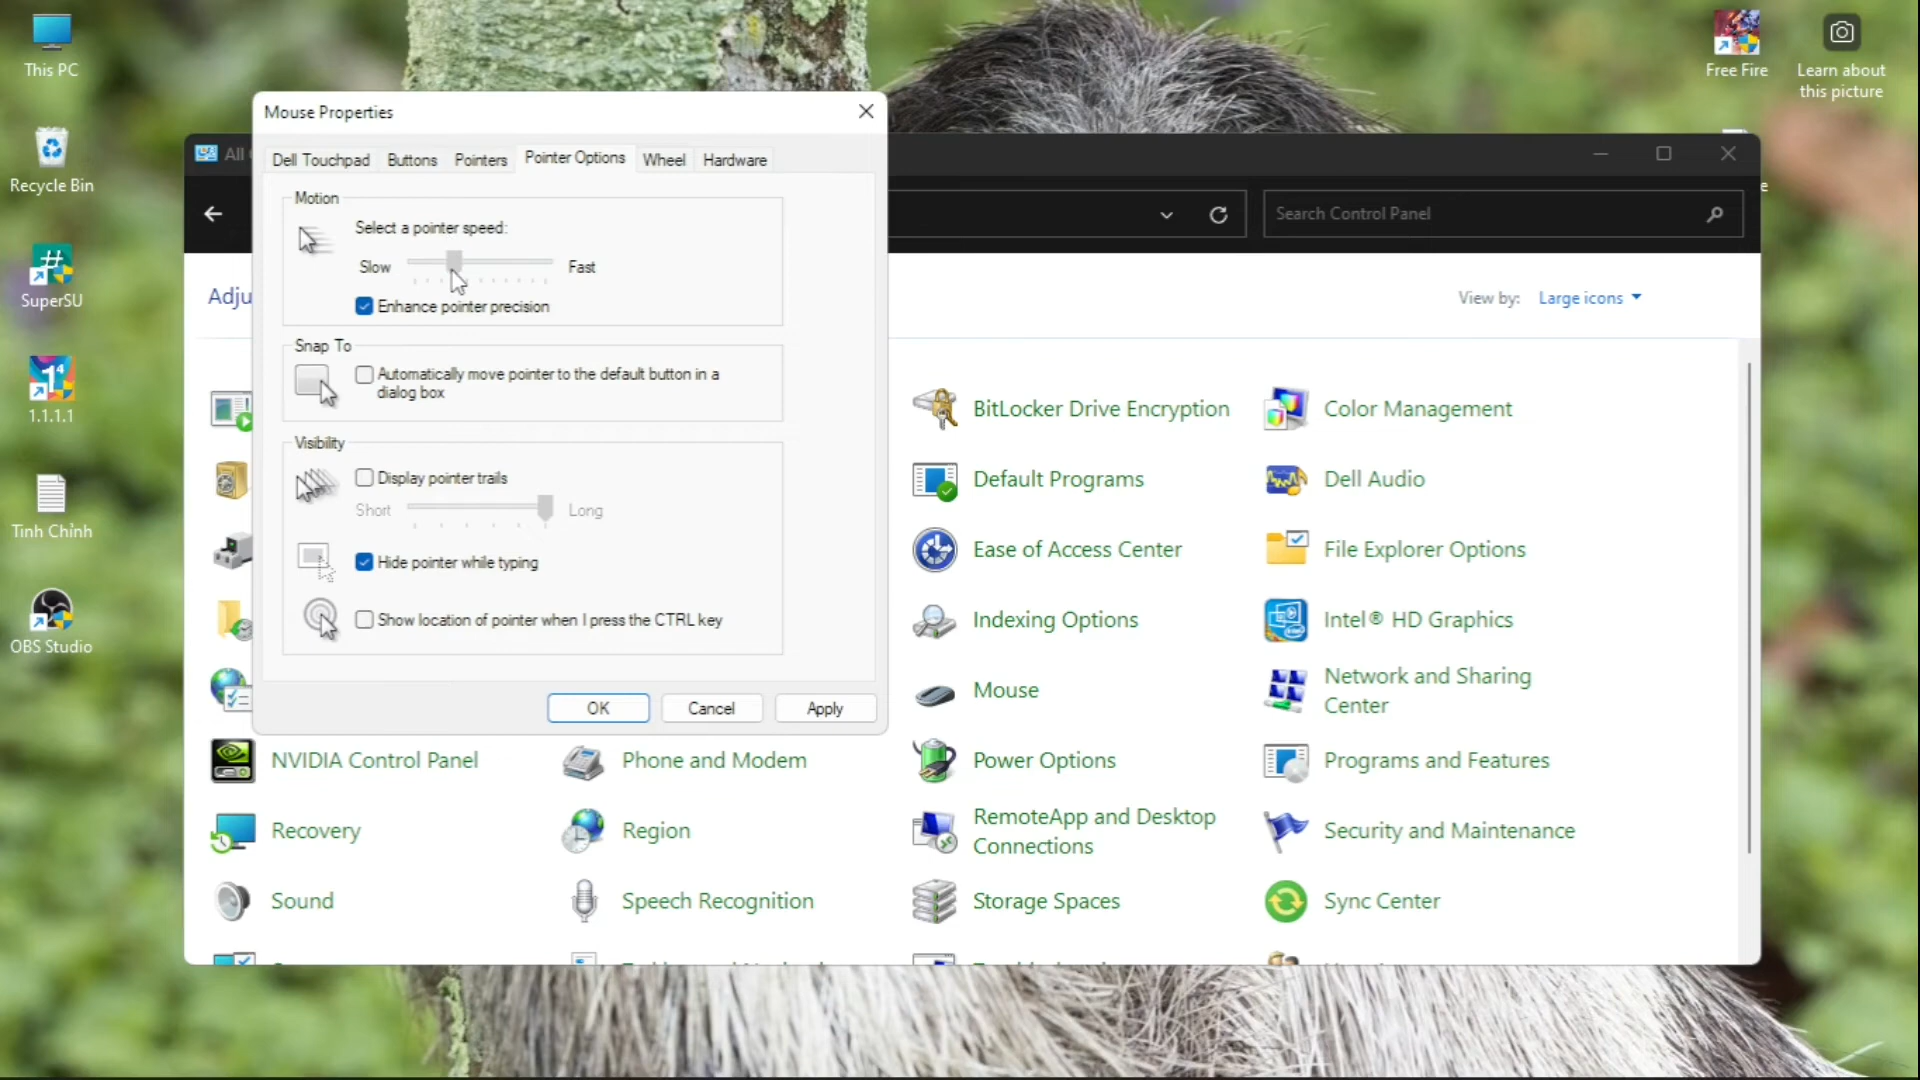 This PC
Recycle Bin
SuperSU
1.1.1.1
Tinh Chỉnh
OBS Studio
Free Fire
Learn about
this picture
Mouse Properties
Dell Touchpad
Buttons
Pointers
Pointer Options
Wheel
Hardware
Motion
Select a pointer speed:
Slow
Fast
Enhance pointer precision
Snap To
Automatically move pointer to the default button in a
dialog box
Visibility
Display pointer trails
Short
Long
Hide pointer while typing
Show location of pointer when I press the CTRL key
OK
Cancel
Apply
All
Search Control Panel
Adju
View by:
Large icons
BitLocker Drive Encryption
Color Management
Default Programs
Dell Audio
Ease of Access Center
File Explorer Options
Indexing Options
Intel® HD Graphics
Mouse
Network and Sharing
Center
NVIDIA Control Panel
Phone and Modem
Power Options
Programs and Features
Recovery
Region
RemoteApp and Desktop
Connections
Security and Maintenance
Sound
Speech Recognition
Storage Spaces
Sync Center